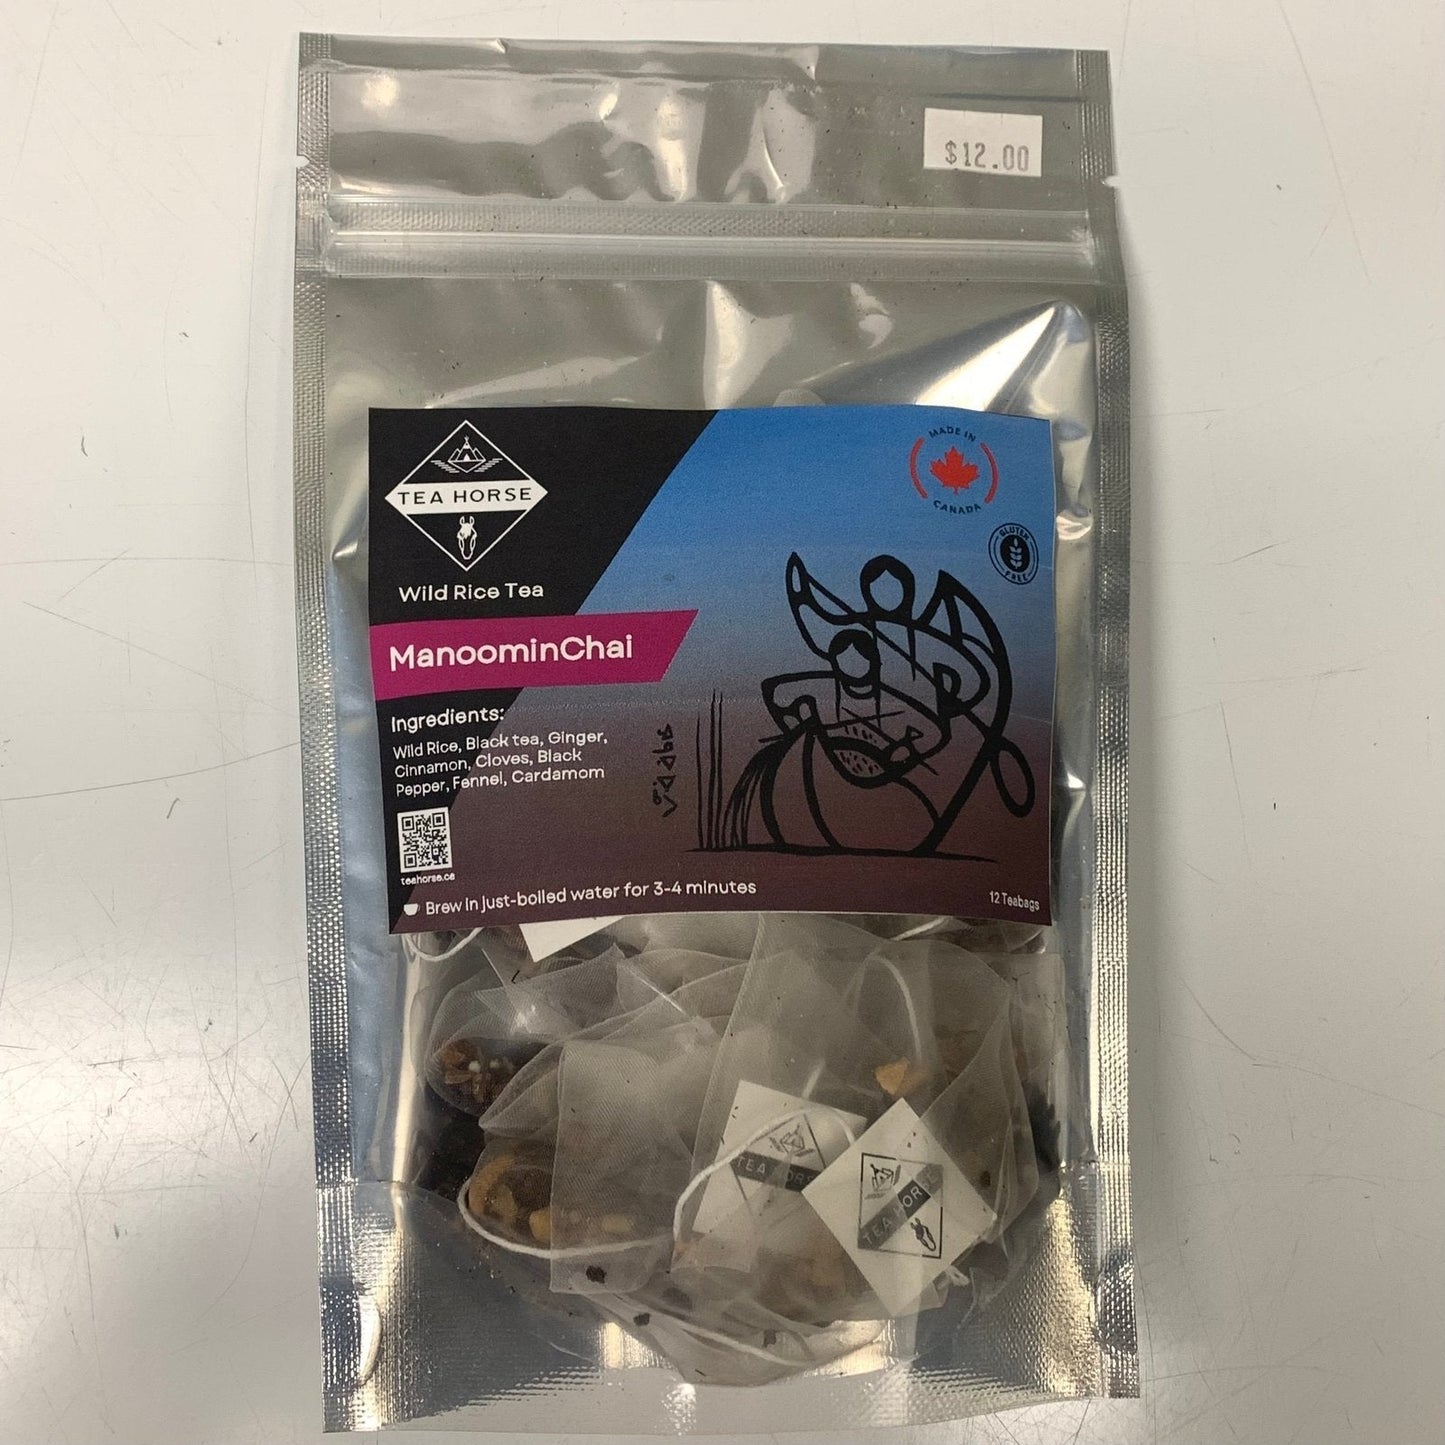 $12.00
TEA HORSE
Wild Rice Tea
ManoominChai
MADE IN
CANADA
GLUTEN
FREE
Ingredients:
Wild Rice, Black tea, Ginger,
Cinnamon, Cloves, Black
Pepper, Fennel, Cardamom
teahorse.ca
Brew in just-boiled water for 3-4 minutes
12 Teabags
TEA HORSE
TEA HORSE